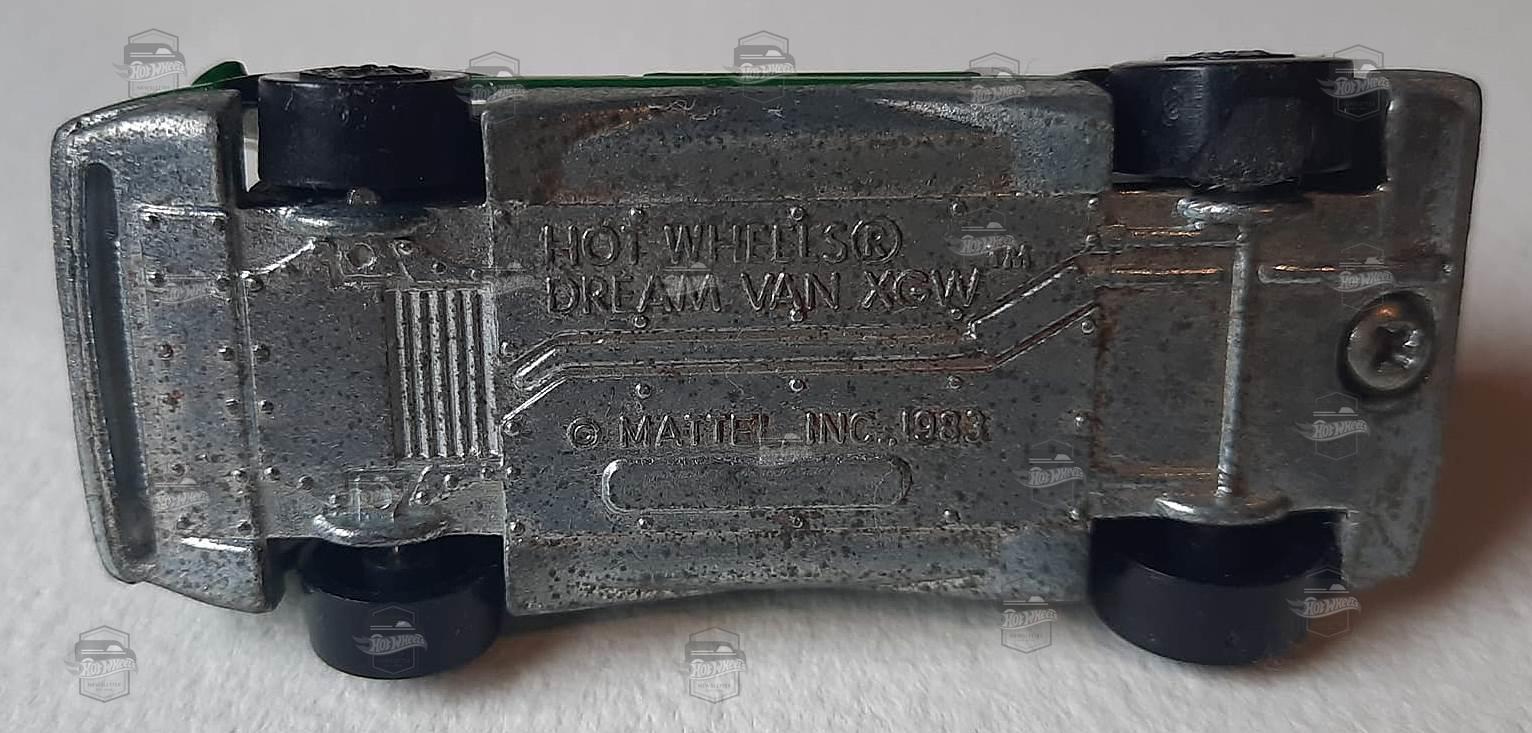 HOT WHEELS®
DREAM VAN XGW™
© MATTEL, INC., 1983